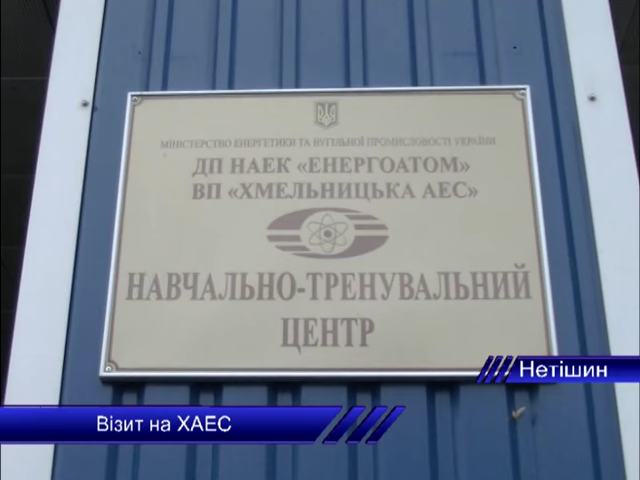 МІНІСТЕРСТВО ЕНЕРГЕТИКИ ТА ВУГІЛЬНОЇ ПРОМИСЛОВОСТІ УКРАЇНИ
ДП НАЕК «ЕНЕРГОАТОМ»
ВП «ХМЕЛЬНИЦЬКА АЕС»
НАВЧАЛЬНО-ТРЕНУВАЛЬНИЙ
ЦЕНТР
Нетішин
Візит на ХАЕС